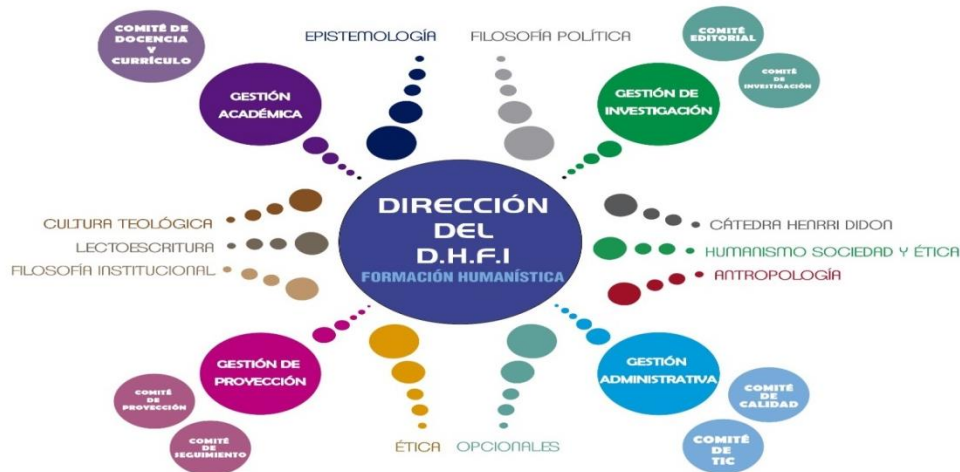 COMITÉ DE
DOCENCIA
Y
CURRÍCULO
EPISTEMOLOGÍA
FILOSOFÍA POLÍTICA
COMITÉ
EDITORIAL
COMITÉ
DE
INVESTIGACIÓN
GESTIÓN
ACADÉMICA
GESTIÓN DE
INVESTIGACIÓN
DIRECCIÓN
DEL
D.H.F.I
FORMACIÓN HUMANÍSTICA
CULTURA TEOLÓGICA
LECTOESCRITURA
FILOSOFÍA INSTITUCIONAL
CÁTEDRA HENRRI DIDON
HUMANISMO SOCIEDAD Y ÉTICA
ANTROPOLOGÍA
GESTIÓN DE
PROYECCIÓN
GESTIÓN
ADMINISTRATIVA
COMITÉ
DE
PROYECCIÓN
COMITÉ
DE
SEGUIMIENTO
ÉTICA
OPCIONALES
COMITÉ
DE
CALIDAD
COMITÉ
DE
TIC